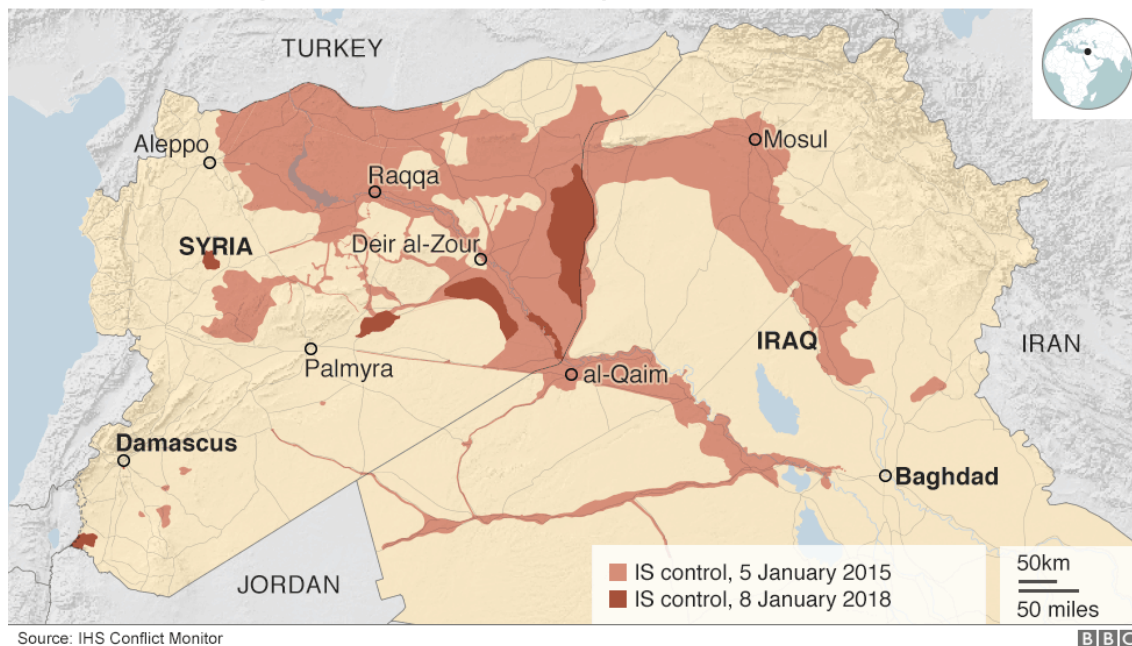 TURKEY
Aleppo
Mosul
Raqqa
SYRIA
Deir al-Zour
IRAQ
IRAN
Palmyra
al-Qaim
Damascus
Baghdad
JORDAN
IS control, 5 January 2015
IS control, 8 January 2018
50km
50 miles
Source: IHS Conflict Monitor
BBC